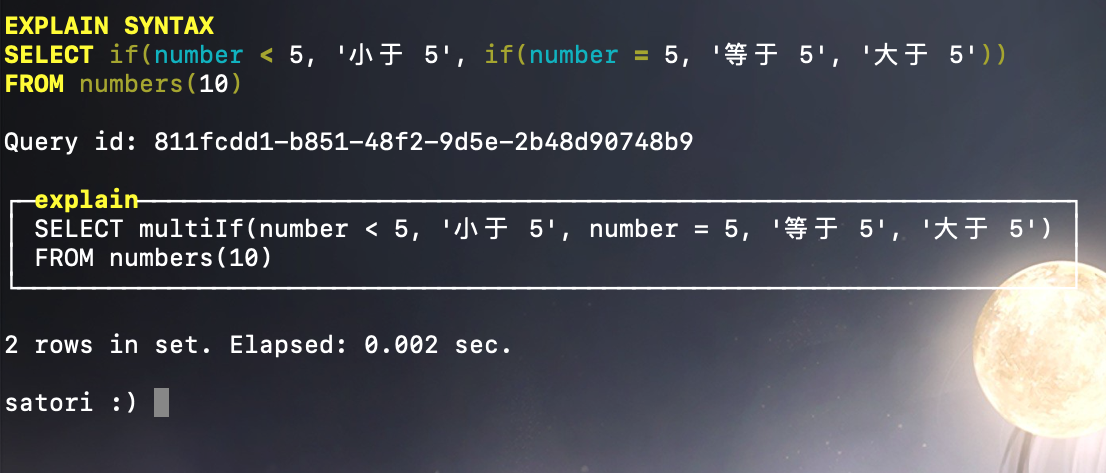 EXPLAIN SYNTAX
SELECT if(number < 5, '小于 5', if(number = 5, '等于 5', '大于 5'))
FROM numbers(10)
Query id: 811fcdd1-b851-48f2-9d5e-2b48d90748b9
explain
SELECT multiIf(number < 5, '小于 5', number = 5, '等于 5', '大于 5')
FROM numbers(10)
2 rows in set. Elapsed: 0.002 sec.
satori :)